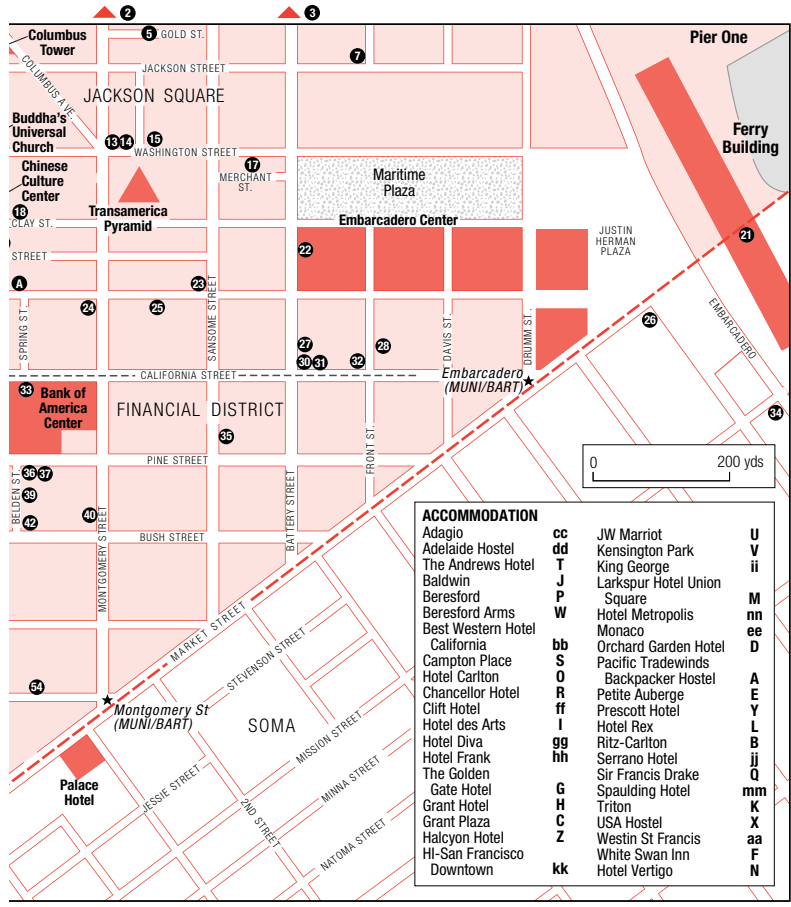 2
3
Columbus
Tower
5
GOLD ST.
7
Pier One
COLUMBUS AVE.
JACKSON STREET
JACKSON SQUARE
Buddha's
Universal
Church
13
14
15
WASHINGTON STREET
Ferry
Building
Chinese
Culture
Center
17
MERCHANT
ST.
Maritime
Plaza
18
CLAY ST.
Transamerica
Pyramid
Embarcadero Center
JUSTIN
HERMAN
PLAZA
21
22
STREET
A
23
24
25
SPRING ST.
SANSOME STREET
27
28
30
31
32
DAVIS ST.
DRUMM ST.
26
EMBARCADERO
CALIFORNIA STREET
Embarcadero
(MUNI/BART)
33
Bank of
America
Center
FINANCIAL DISTRICT
34
35
PINE STREET
FRONT ST.
0
200 yds
BELDEN ST.
36
37
39
40
42
MONTGOMERY STREET
BATTERY STREET
BUSH STREET
MARKET STREET
STEVENSON STREET
54
Montgomery St
(MUNI/BART)
SOMA
MISSION STREET
Palace
Hotel
JESSIE STREET
MINNA STREET
2ND STREET
NATOMA STREET
ACCOMMODATION
Adagio cc
Adelaide Hostel dd
The Andrews Hotel T
Baldwin J
Beresford P
Beresford Arms W
Best Western Hotel
California bb
Campton Place S
Hotel Carlton O
Chancellor Hotel R
Clift Hotel ff
Hotel des Arts I
Hotel Diva gg
Hotel Frank hh
The Golden
Gate Hotel G
Grant Hotel H
Grant Plaza C
Halcyon Hotel Z
HI-San Francisco
Downtown kk
JW Marriot U
Kensington Park V
King George ii
Larkspur Hotel Union
Square M
Hotel Metropolis nn
Monaco ee
Orchard Garden Hotel D
Pacific Tradewinds
Backpacker Hostel A
Petite Auberge E
Prescott Hotel Y
Hotel Rex L
Ritz-Carlton B
Serrano Hotel jj
Sir Francis Drake Q
Spaulding Hotel mm
Triton K
USA Hostel X
Westin St Francis aa
White Swan Inn F
Hotel Vertigo N